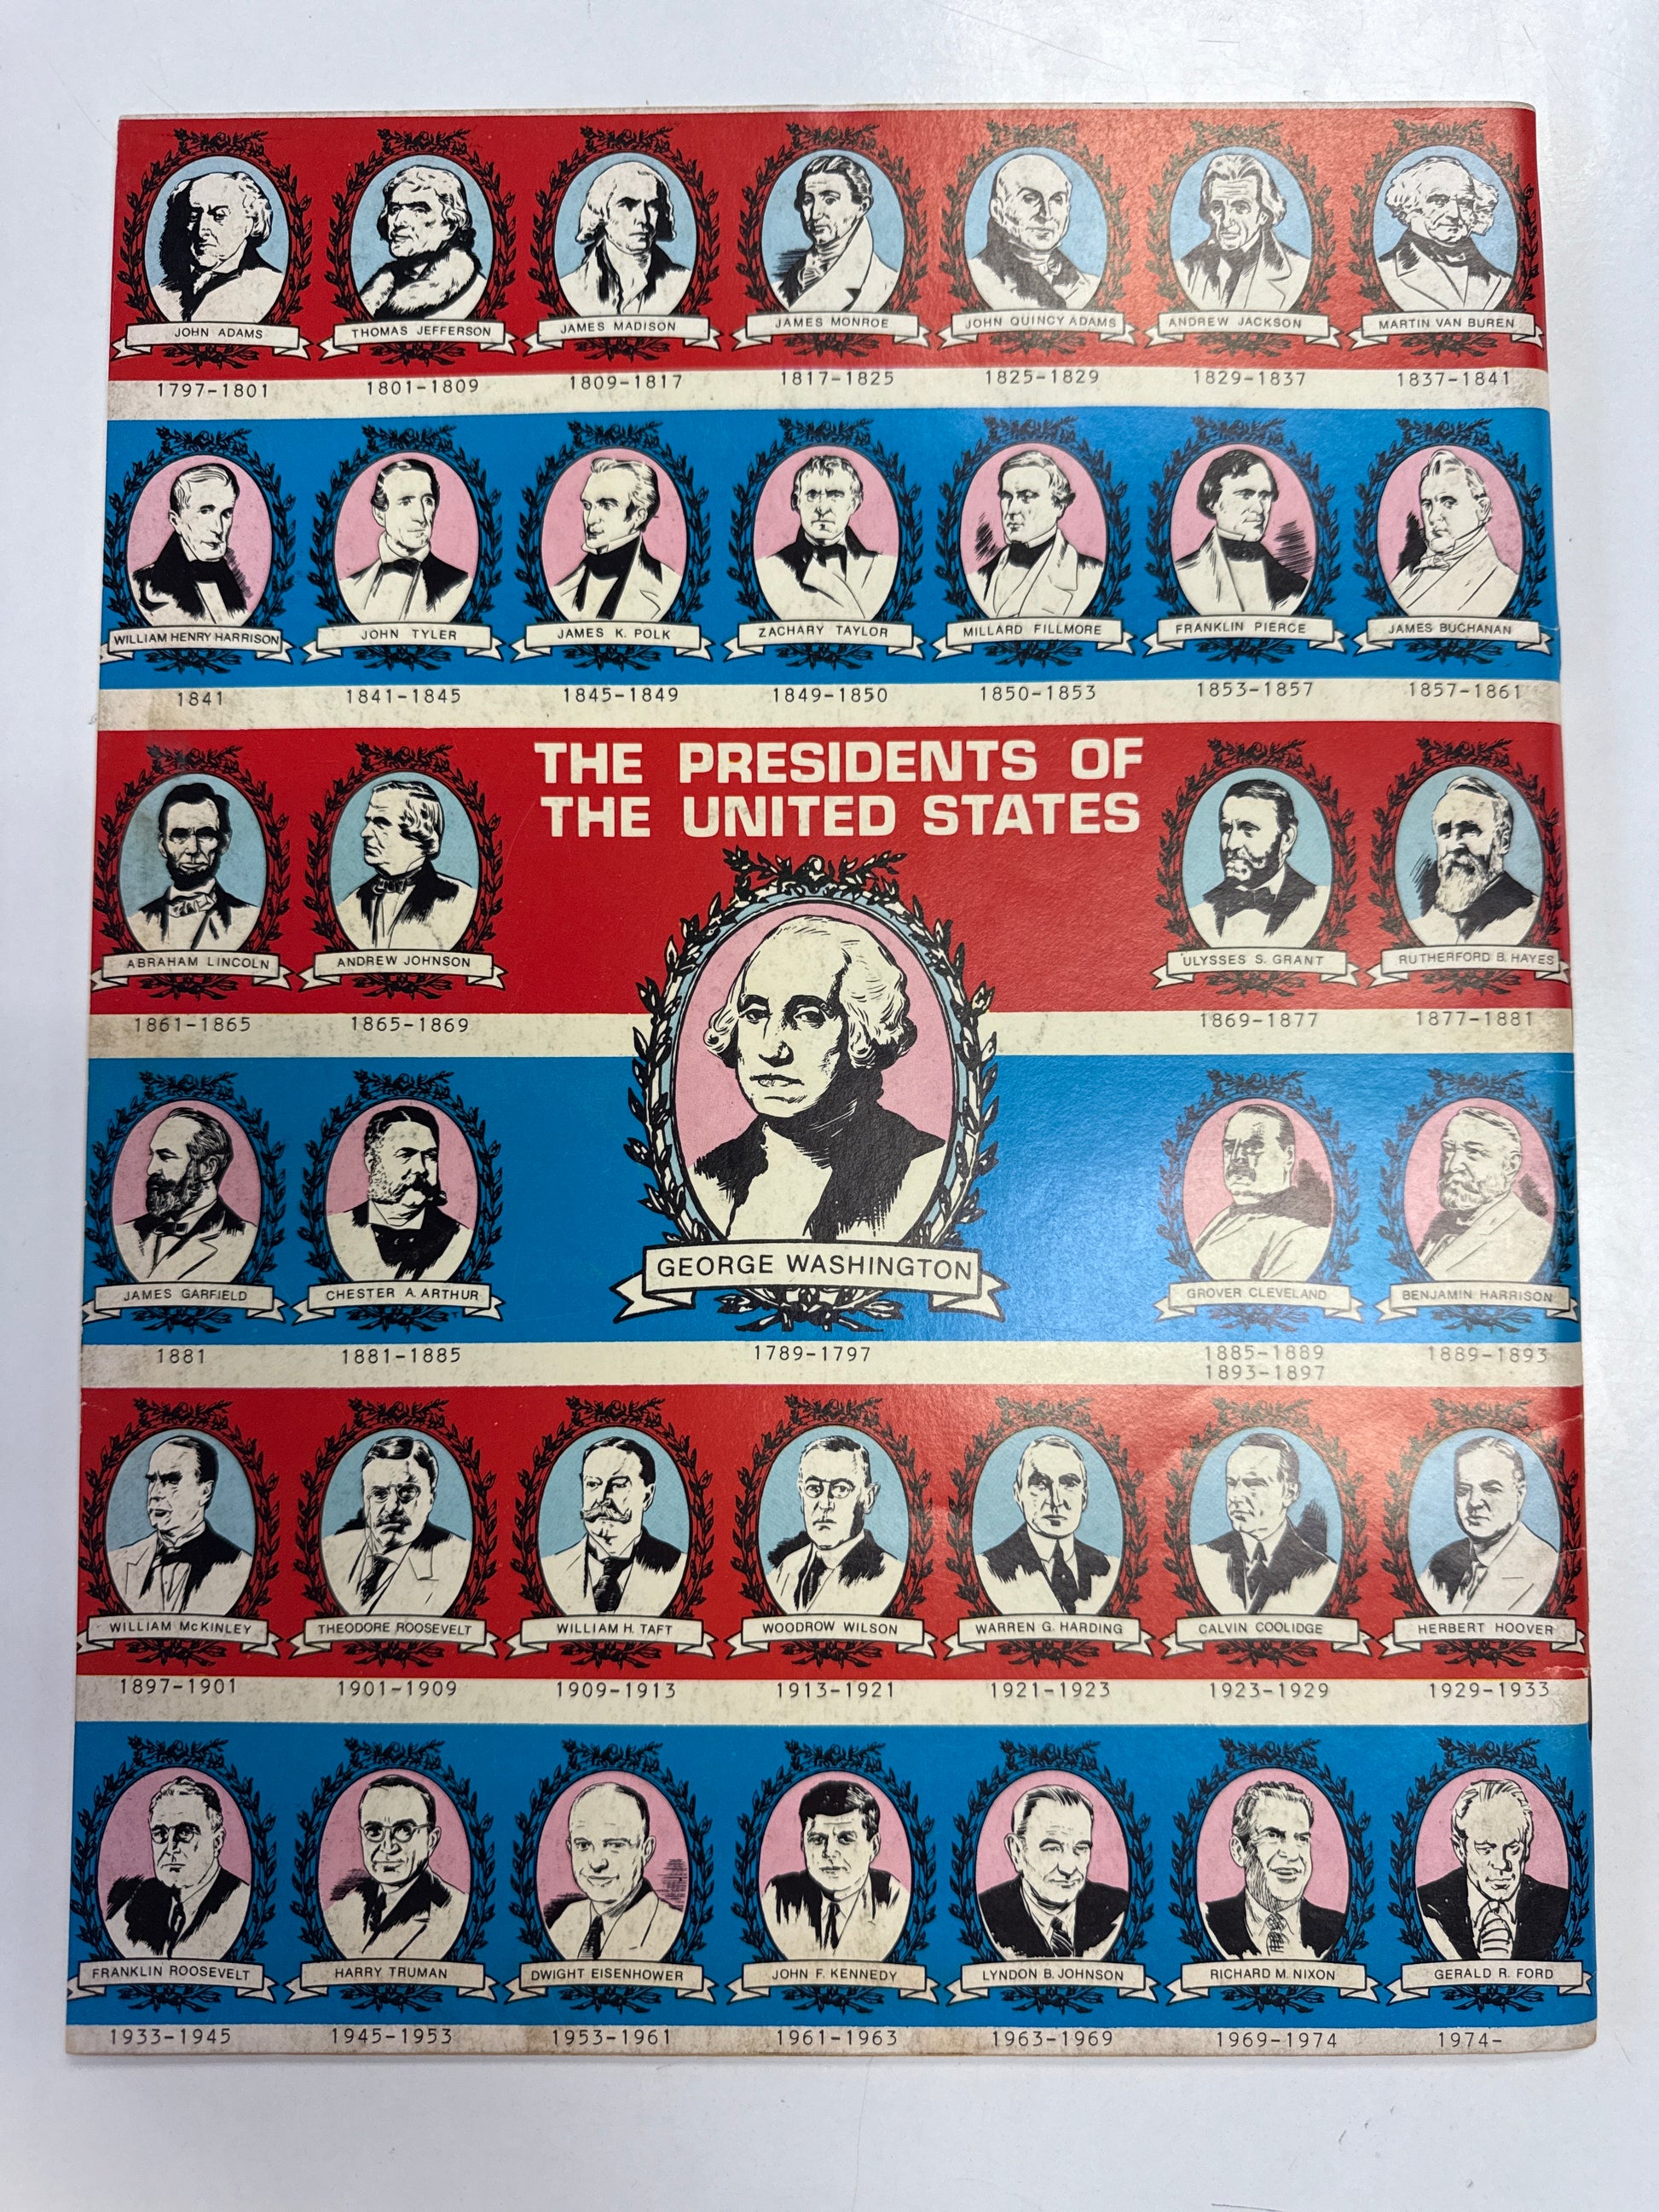 JOHN ADAMS
1797-1801
THOMAS JEFFERSON
1801-1809
JAMES MADISON
1809-1817
JAMES MONROE
1817-1825
JOHN QUINCY ADAMS
1825-1829
ANDREW JACKSON
1829-1837
MARTIN VAN BUREN
1837-1841
WILLIAM HENRY HARRISON
1841
JOHN TYLER
1841-1845
JAMES K. POLK
1845-1849
ZACHARY TAYLOR
1849-1850
MILLARD FILLMORE
1850-1853
FRANKLIN PIERCE
1853-1857
JAMES BUCHANAN
1857-1861
THE PRESIDENTS OF
THE UNITED STATES
ABRAHAM LINCOLN
1861-1865
ANDREW JOHNSON
1865-1869
ULYSSES S. GRANT
1869-1877
RUTHERFORD B. HAYES
1877-1881
JAMES GARFIELD
1881
CHESTER A. ARTHUR
1881-1885
GEORGE WASHINGTON
1789-1797
GROVER CLEVELAND
1885-1889
1893-1897
BENJAMIN HARRISON
1889-1893
WILLIAM McKINLEY
1897-1901
THEODORE ROOSEVELT
1901-1909
WILLIAM H. TAFT
1909-1913
WOODROW WILSON
1913-1921
WARREN G. HARDING
1921-1923
CALVIN COOLIDGE
1923-1929
HERBERT HOOVER
1929-1933
FRANKLIN ROOSEVELT
1933-1945
HARRY TRUMAN
1945-1953
DWIGHT EISENHOWER
1953-1961
JOHN F. KENNEDY
1961-1963
LYNDON B. JOHNSON
1963-1969
RICHARD M. NIXON
1969-1974
GERALD R. FORD
1974-